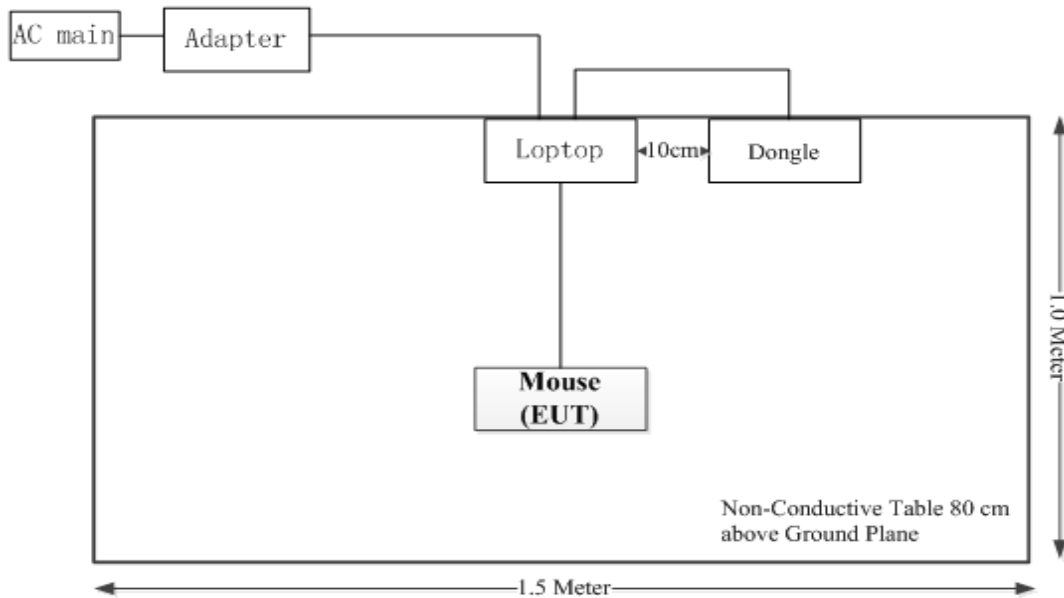 AC main
Adapter
Loptop
10cm
Dongle
Mouse
(EUT)
Non-Conductive Table 80 cm
above Ground Plane
1.0 Meter
1.5 Meter